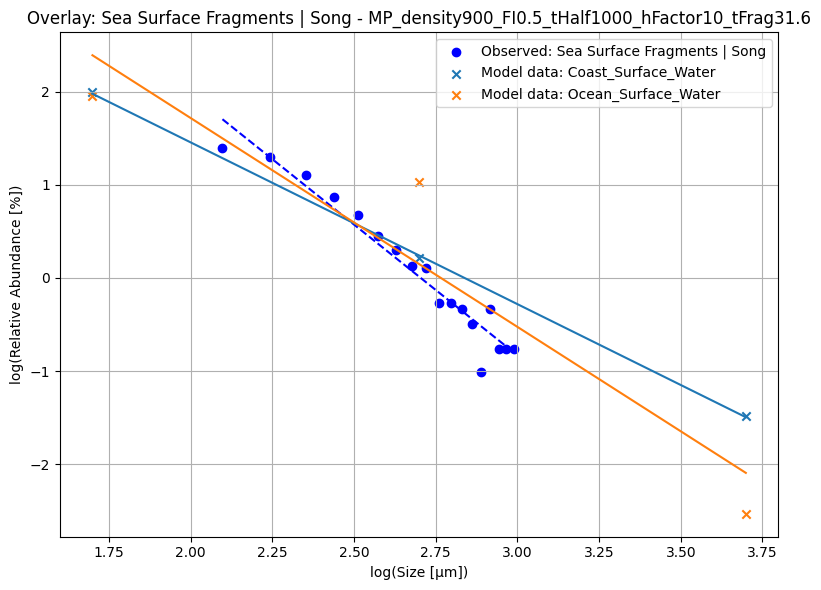 Overlay: Sea Surface Fragments | Song - MP_density900_FI0.5_tHalf1000_hFactor10_tFrag31.6
Observed: Sea Surface Fragments | Song
Model data: Coast_Surface_Water
Model data: Ocean_Surface_Water
log(Relative Abundance [%])
2
1
0
−1
−2
1.75
2.00
2.25
2.50
2.75
3.00
3.25
3.50
3.75
log(Size [μm])